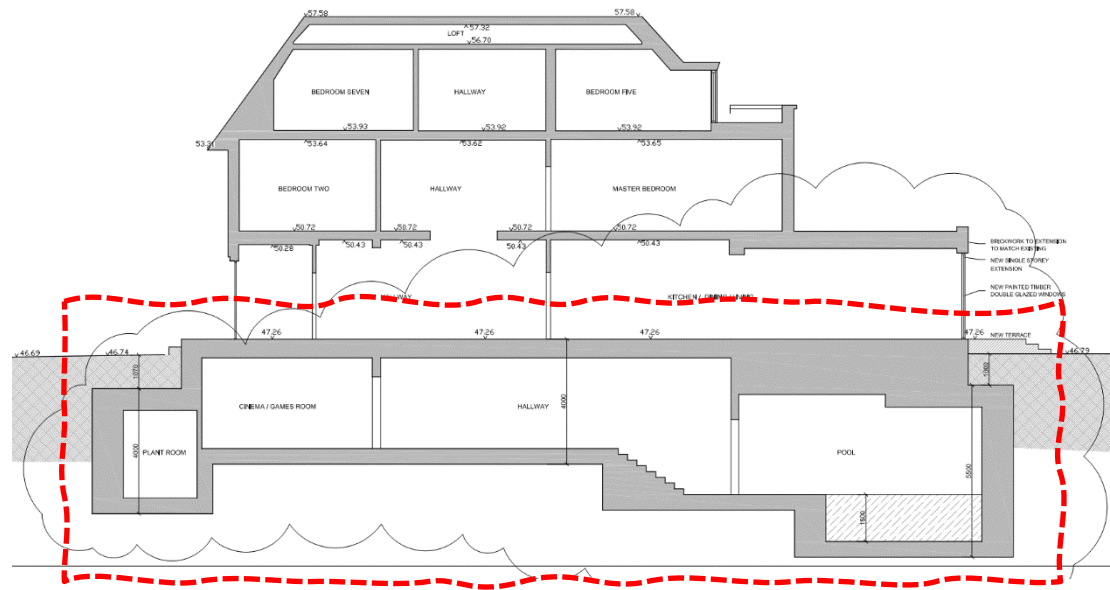 57.58
57.58
57.32
LOFT
56.70
BEDROOM SEVEN
HALLWAY
BEDROOM FIVE
53.93
53.92
53.92
53.31
53.64
53.62
53.65
BEDROOM TWO
HALLWAY
MASTER BEDROOM
50.72
50.72
50.72
50.72
50.28
50.43
50.43
50.43
50.43
BRICKWORK TO EXTENSION
TO MATCH EXISTING
NEW SINGLE STOREY
EXTENSION
NEW PAINTED TIMBER
DOUBLE GLAZED WINDOWS
HALLWAY
KITCHEN / DINING / LIVING
NEW TERRACE
47.26
47.26
47.26
47.26
46.69
46.74
46.79
1070
4000
1000
CINEMA / GAMES ROOM
HALLWAY
PLANT ROOM
4000
POOL
5500
1500